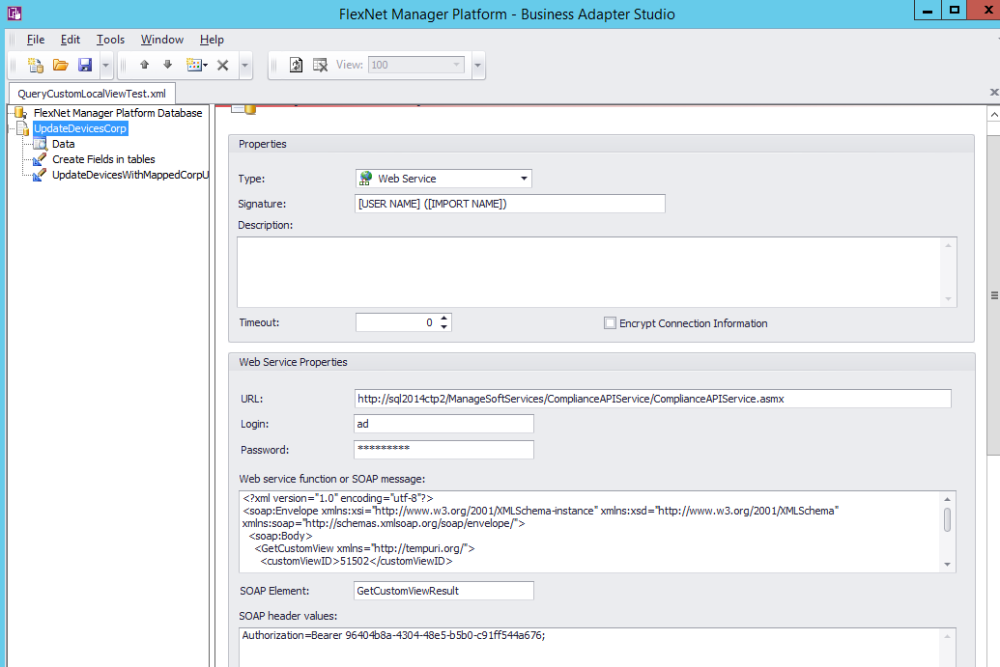 FlexNet Manager Platform - Business Adapter Studio
File Edit Tools Window Help
View: 100
QueryCustomLocalViewTest.xml
FlexNet Manager Platform Database
UpdateDevicesCorp
Data
Create Fields in tables
UpdateDevicesWithMappedCorpU
Properties
Type: Web Service
Signature: [USER NAME] ([IMPORT NAME])
Description:
Timeout: 0 Encrypt Connection Information
Web Service Properties
URL: http://sql2014ctp2/ManageSoftServices/ComplianceAPIService/ComplianceAPIService.asmx
Login: ad
Password: *********
Web service function or SOAP message:
<?xml version="1.0" encoding="utf-8"?>
<soap:Envelope xmlns:xsi="http://www.w3.org/2001/XMLSchema-instance" xmlns:xsd="http://www.w3.org/2001/XMLSchema"
xmlns:soap="http://schemas.xmlsoap.org/soap/envelope/">
<soap:Body>
<GetCustomView xmlns="http://tempuri.org/">
<customViewID>51502</customViewID>
SOAP Element: GetCustomViewResult
SOAP header values:
Authorization=Bearer 96404b8a-4304-48e5-b5b0-c91ff544a676;